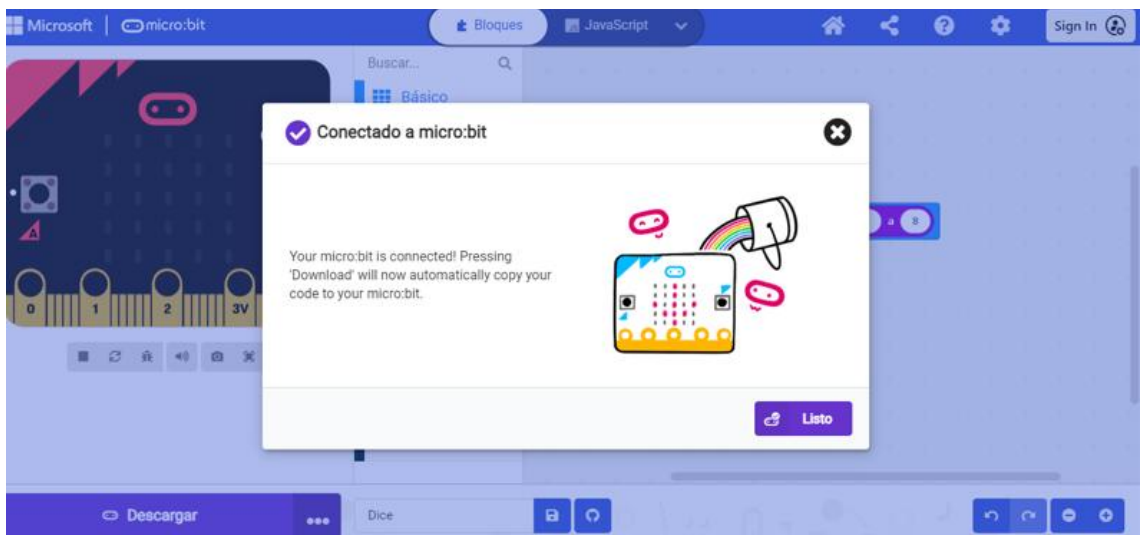 Microsoft
micro:bit
Bloques
JavaScript
Sign In
Buscar...
Básico
Conectado a micro:bit
Your micro:bit is connected! Pressing
'Download' will now automatically copy your
code to your micro:bit.
a 8
A
0 1 2 3V
Listo
Descargar
Dice